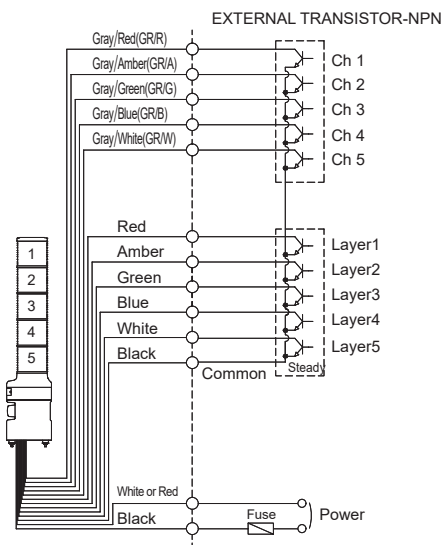 EXTERNAL TRANSISTOR-NPN
Gray/Red(GR/R)
Ch 1
Gray/Amber(GR/A)
Ch 2
Gray/Green(GR/G)
Ch 3
Gray/Blue(GR/B)
Ch 4
Gray/White(GR/W)
Ch 5
Red
Layer1
Amber
Layer2
Green
Layer3
Blue
Layer4
White
Layer5
Black
Common
Steady
1
2
3
4
5
White or Red
Black
Fuse
Power